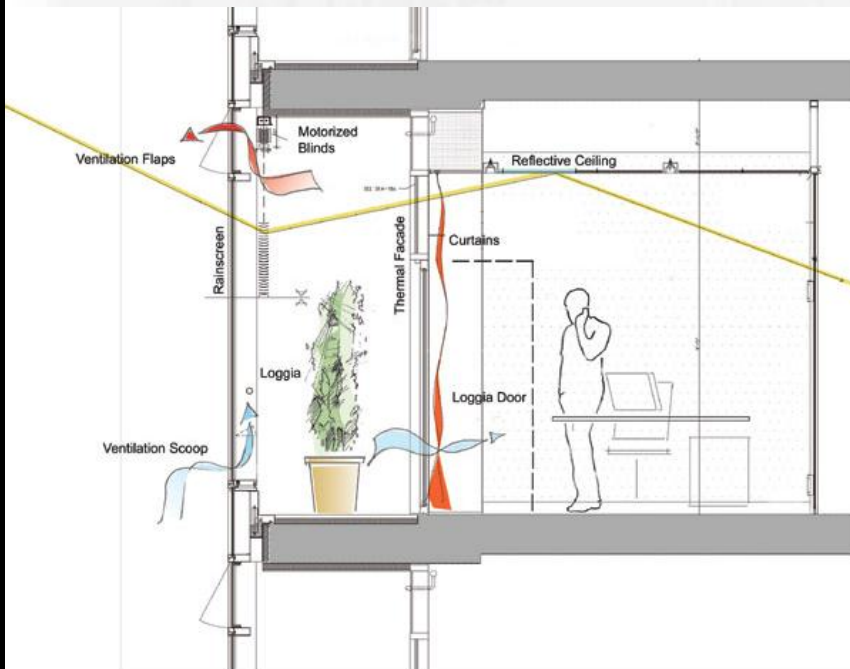 Motorized
Blinds
Ventilation Flaps
Reflective Ceiling
Rainscreen
Thermal Facade
Curtains
Loggia
Loggia Door
Ventilation Scoop